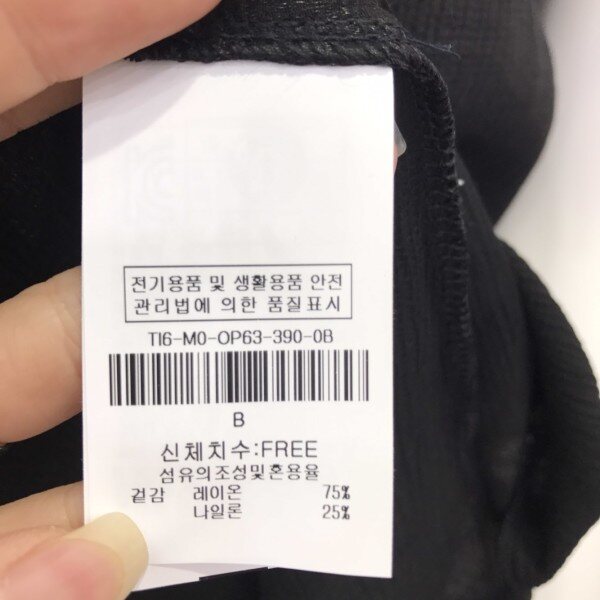 전기용품 및 생활용품 안전
관리법에 의한 품질표시
TI6-M0-OP63-390-0B
B
신체치수:FREE
섬유의조성및혼용율
겉감 레이온 75%
나일론 25%